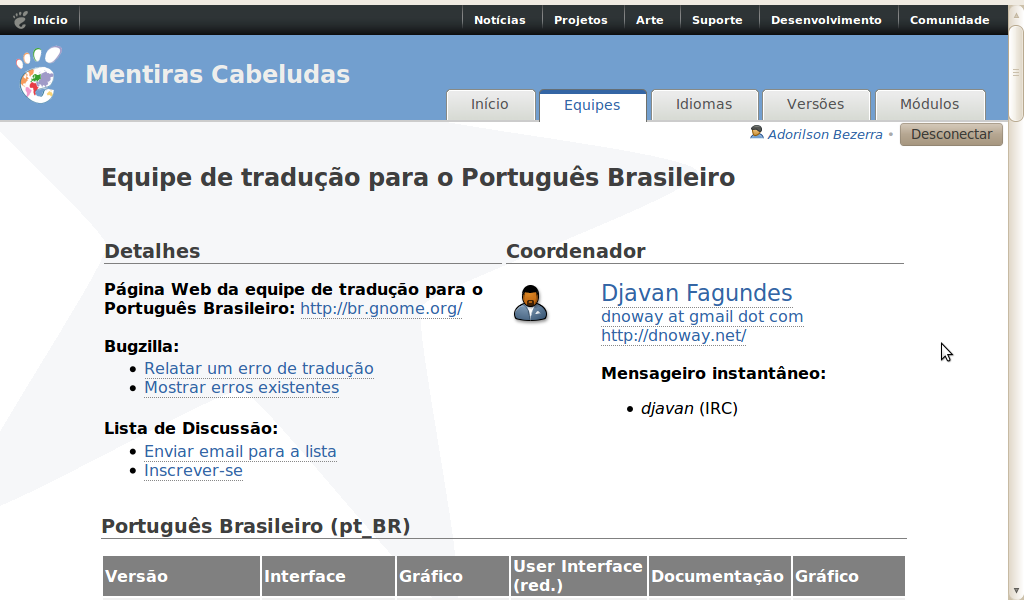 Início Notícias Projetos Arte Suporte Desenvolvimento Comunidade
Mentiras Cabeludas
Início Equipes Idiomas Versões Módulos
Adorilson Bezerra • Desconectar
Equipe de tradução para o Português Brasileiro
Detalhes
Página Web da equipe de tradução para o
Português Brasileiro: http://br.gnome.org/
Bugzilla:
• Relatar um erro de tradução
• Mostrar erros existentes
Lista de Discussão:
• Enviar email para a lista
• Inscrever-se
Coordenador
Djavan Fagundes
dnoway at gmail dot com
http://dnoway.net/
Mensageiro instantâneo:
• djavan (IRC)
Português Brasileiro (pt_BR)
Versão Interface Gráfico User Interface (red.) Documentação Gráfico